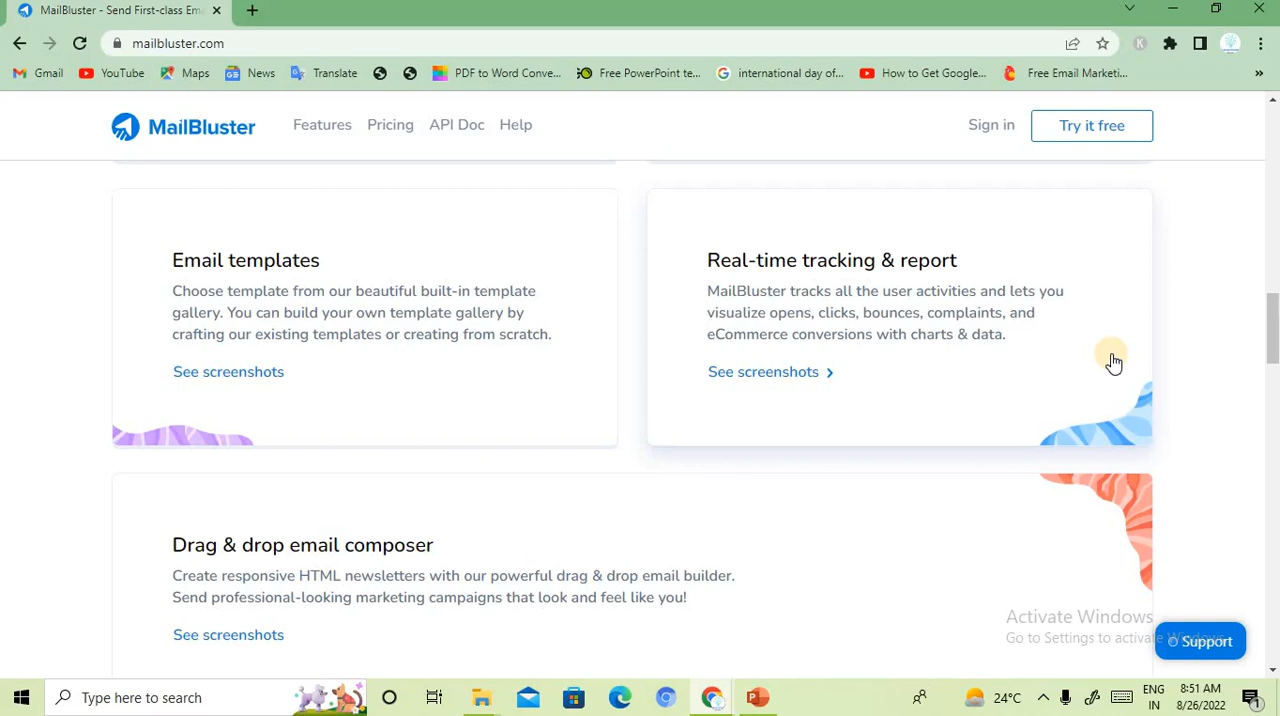 MailBluster - Send First-class Ema
mailbluster.com
Gmail
YouTube
Maps
News
Translate
PDF to Word Conve...
Free PowerPoint te...
international day of...
How to Get Google...
Free Email Marketi...
»
MailBluster
Features
Pricing
API Doc
Help
Sign in
Try it free
Email templates
Choose template from our beautiful built-in template
gallery. You can build your own template gallery by
crafting our existing templates or creating from scratch.
See screenshots
Real-time tracking & report
MailBluster tracks all the user activities and lets you
visualize opens, clicks, bounces, complaints, and
eCommerce conversions with charts & data.
See screenshots
Drag & drop email composer
Create responsive HTML newsletters with our powerful drag & drop email builder.
Send professional-looking marketing campaigns that look and feel like you!
See screenshots
Activate Windows
Go to Settings to activate Windows.
Support
Type here to search
24°C
ENG
IN
8:51 AM
8/26/2022
1